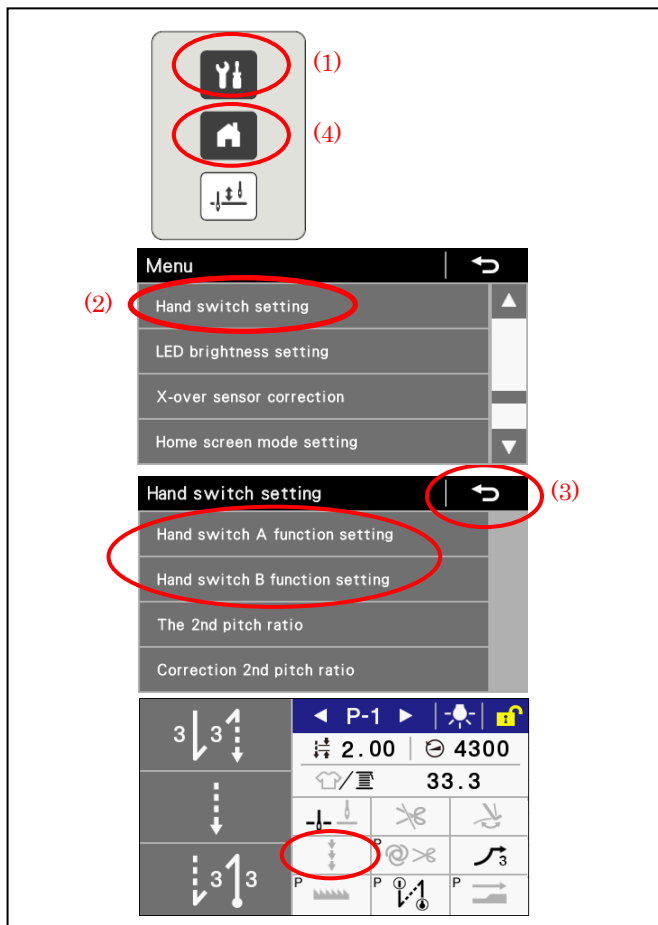 (1)
(4)
Menu
(2)
Hand switch setting
LED brightness setting
X-over sensor correction
Home screen mode setting
Hand switch setting
(3)
Hand switch A function setting
Hand switch B function setting
The 2nd pitch ratio
Correction 2nd pitch ratio
3 3
P-1
2.00 4300
/ 33.3
P
3
3 3
P P P